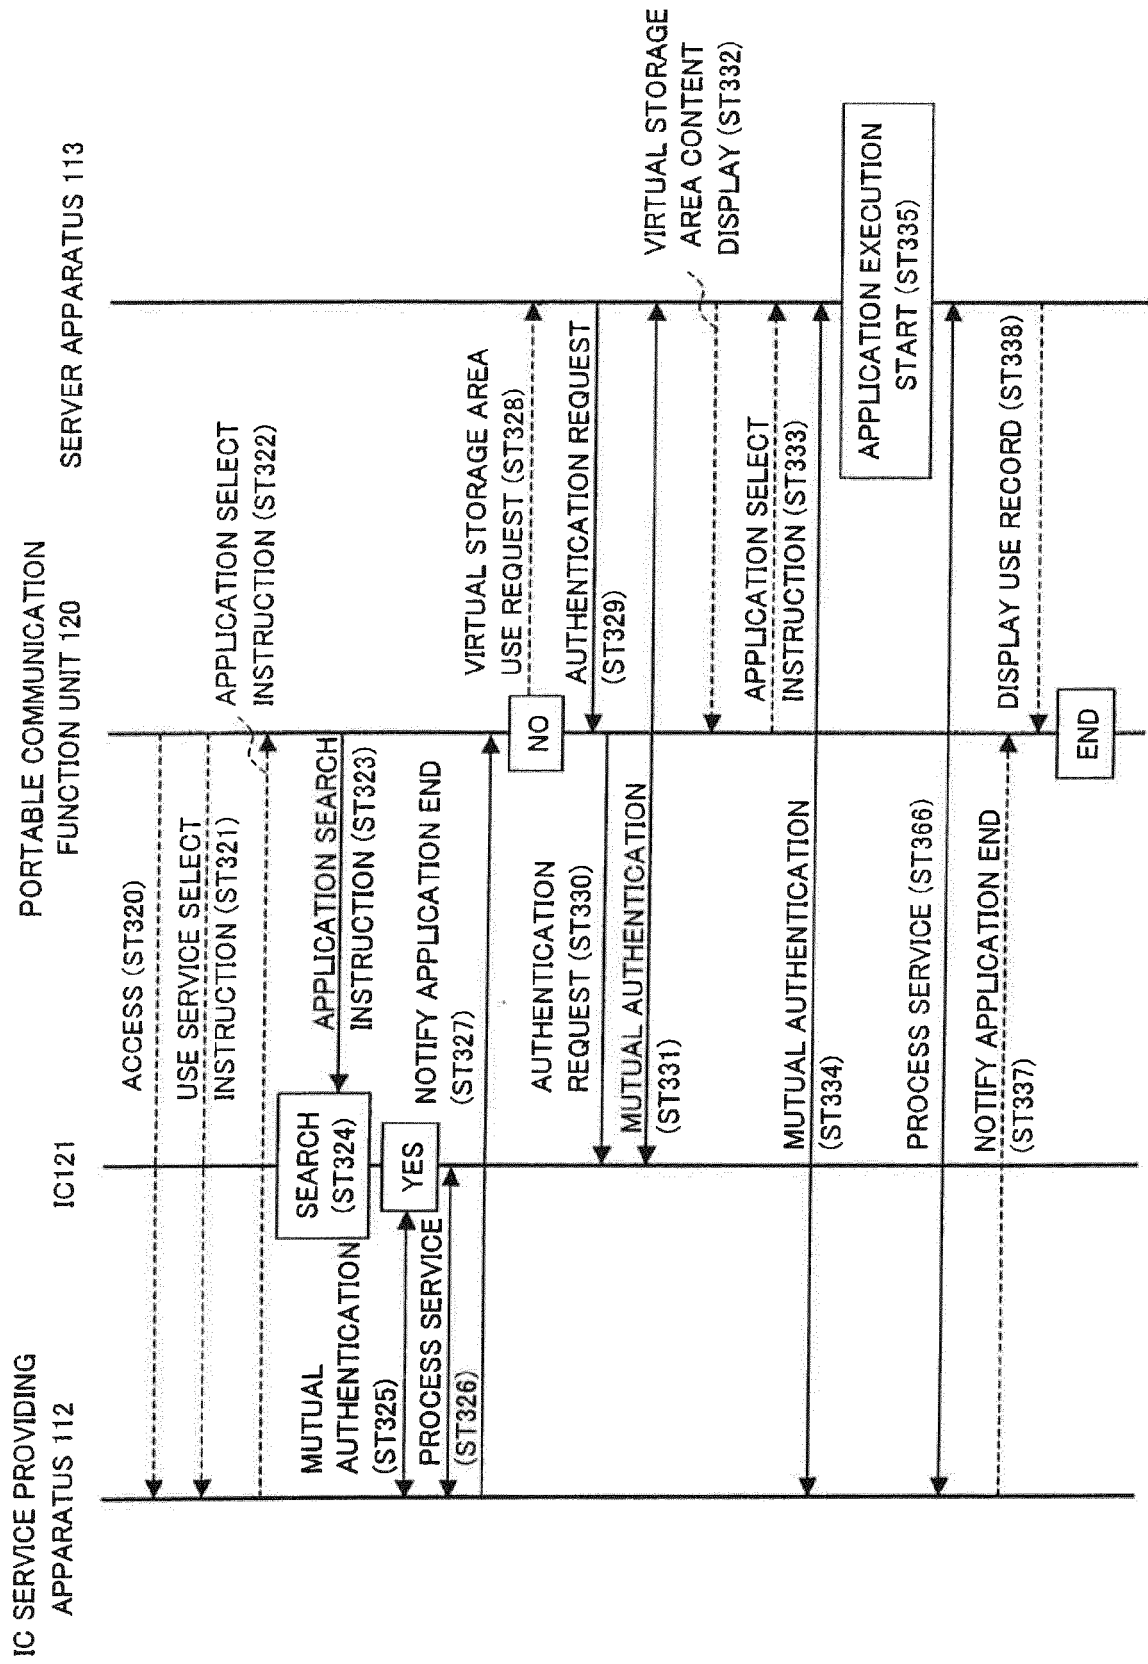 IC SERVICE PROVIDING
APPARATUS 112
IC121
PORTABLE COMMUNICATION
FUNCTION UNIT 120
SERVER APPARATUS 113
ACCESS (ST320)
USE SERVICE SELECT
INSTRUCTION (ST321)
APPLICATION SELECT
INSTRUCTION (ST322)
APPLICATION SEARCH
INSTRUCTION (ST323)
SEARCH
(ST324)
YES
MUTUAL
AUTHENTICATION
(ST325)
PROCESS SERVICE
(ST326)
NOTIFY APPLICATION END
(ST327)
NO
VIRTUAL STORAGE AREA
USE REQUEST (ST328)
AUTHENTICATION REQUEST
(ST329)
AUTHENTICATION
REQUEST (ST330)
MUTUAL AUTHENTICATION
(ST331)
VIRTUAL STORAGE
AREA CONTENT
DISPLAY (ST332)
APPLICATION SELECT
INSTRUCTION (ST333)
MUTUAL AUTHENTICATION
(ST334)
APPLICATION EXECUTION
START (ST335)
PROCESS SERVICE (ST366)
NOTIFY APPLICATION END
(ST337)
DISPLAY USE RECORD (ST338)
END